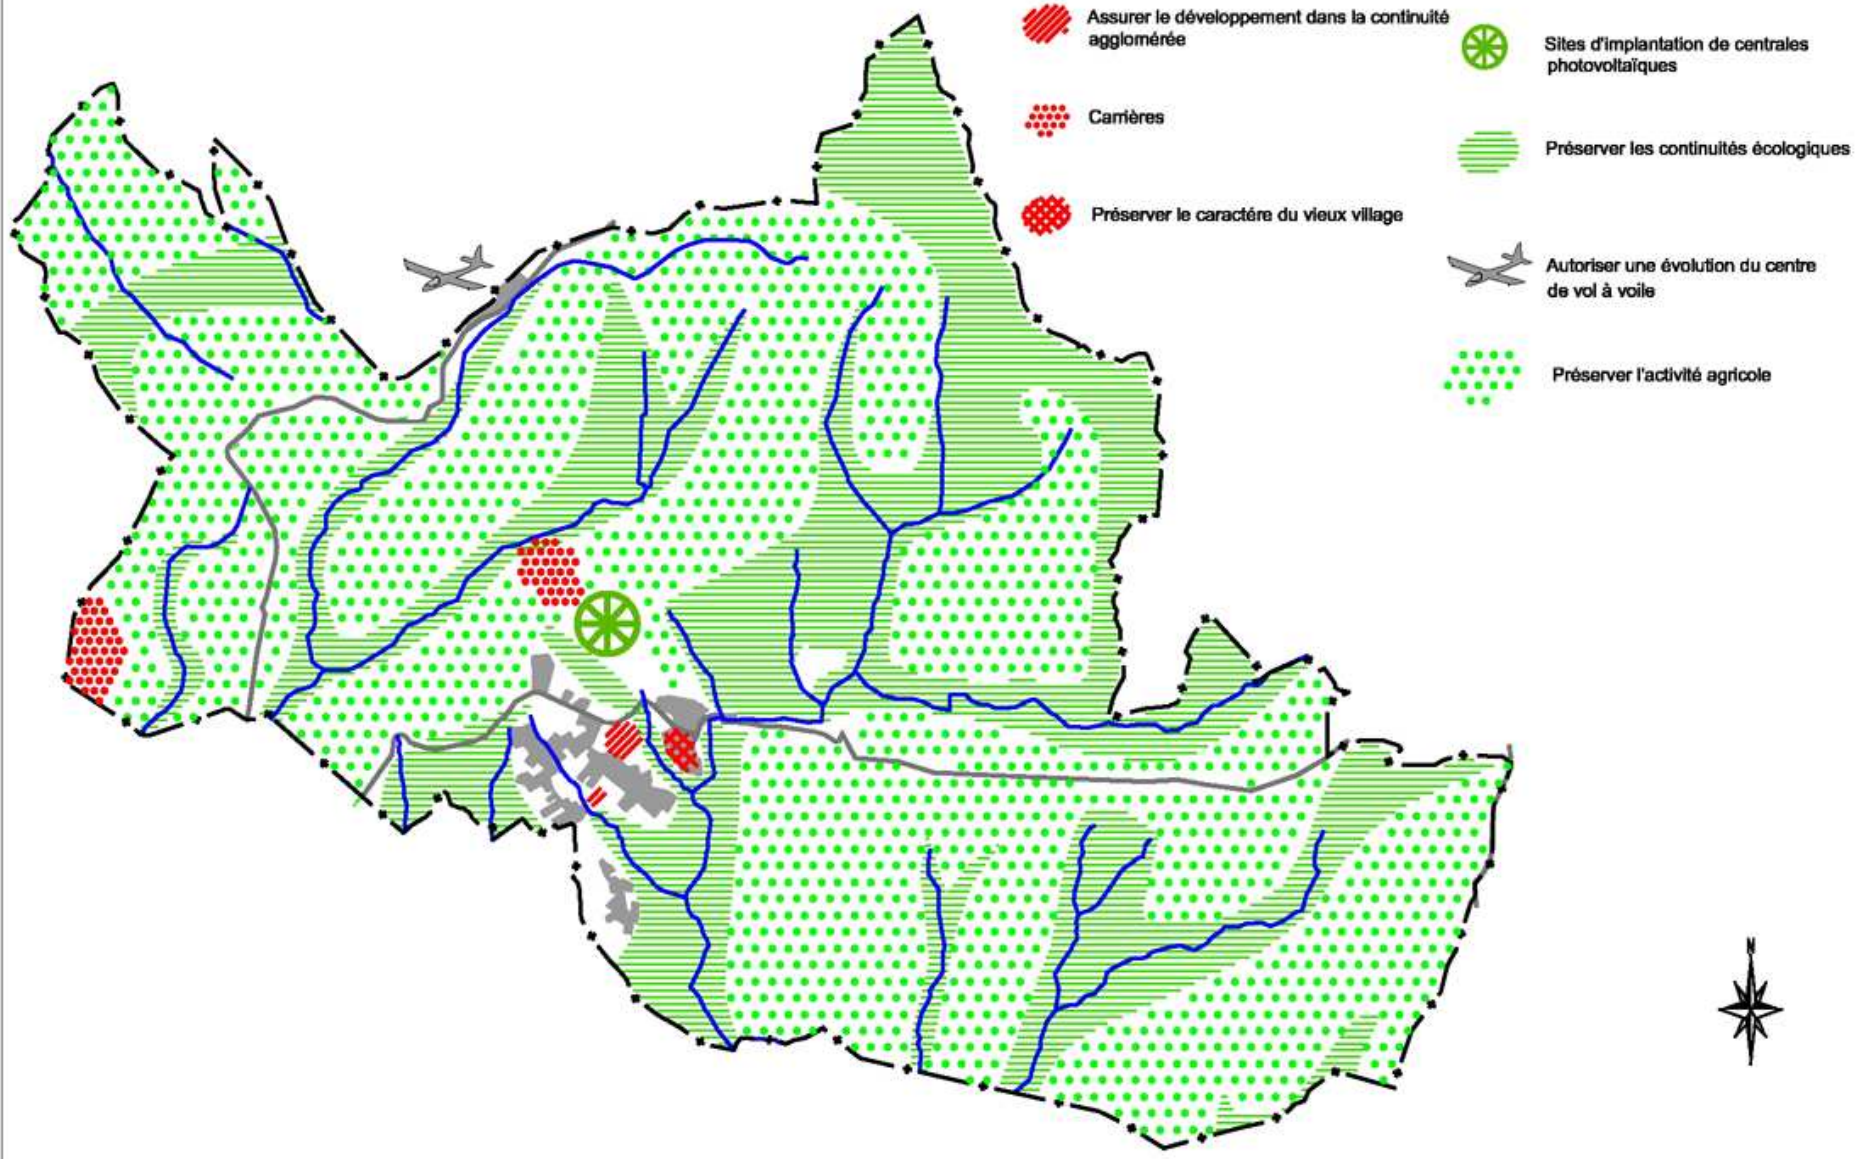 Assurer le développement dans la continuité
agglomérée
Carrières
Préserver le caractére du vieux village
Sites d'implantation de centrales
photovoltaïques
Préserver les continuités écologiques
Autoriser une évolution du centre
de vol à voile
Préserver l'activité agricole
N